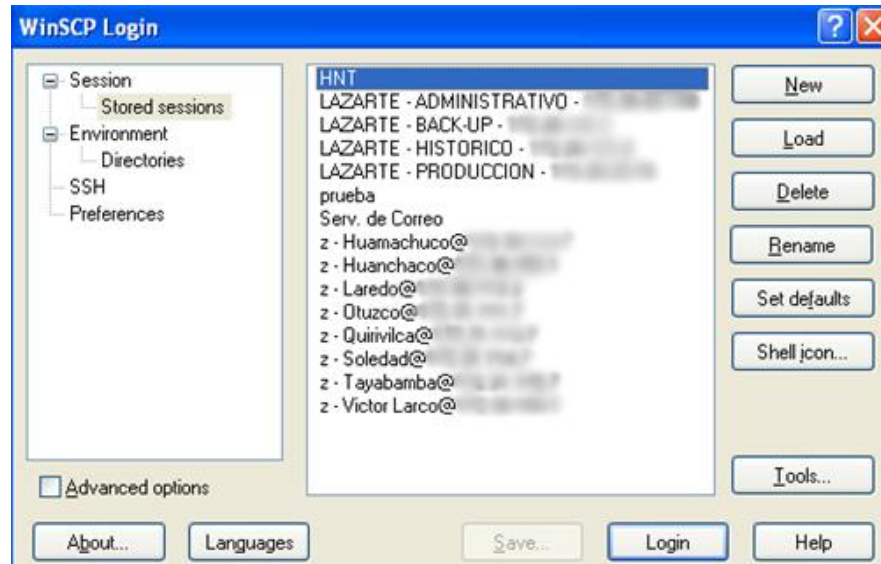 WinSCP Login
Session
Stored sessions
Environment
Directories
SSH
Preferences
Advanced options
HNT
LAZARTE - ADMINISTRATIVO -
LAZARTE - BACK-UP -
LAZARTE - HISTORICO -
LAZARTE - PRODUCCION -
prueba
Serv. de Correo
z - Huamachuco@
z - Huanchaco@
z - Laredo@
z - Otuzco@
z - Quirivilca@
z - Soledad@
z - Tayabamba@
z - Victor Larco@
New
Load
Delete
Rename
Set defaults
Shell icon...
Tools...
About...
Languages
Save...
Login
Help